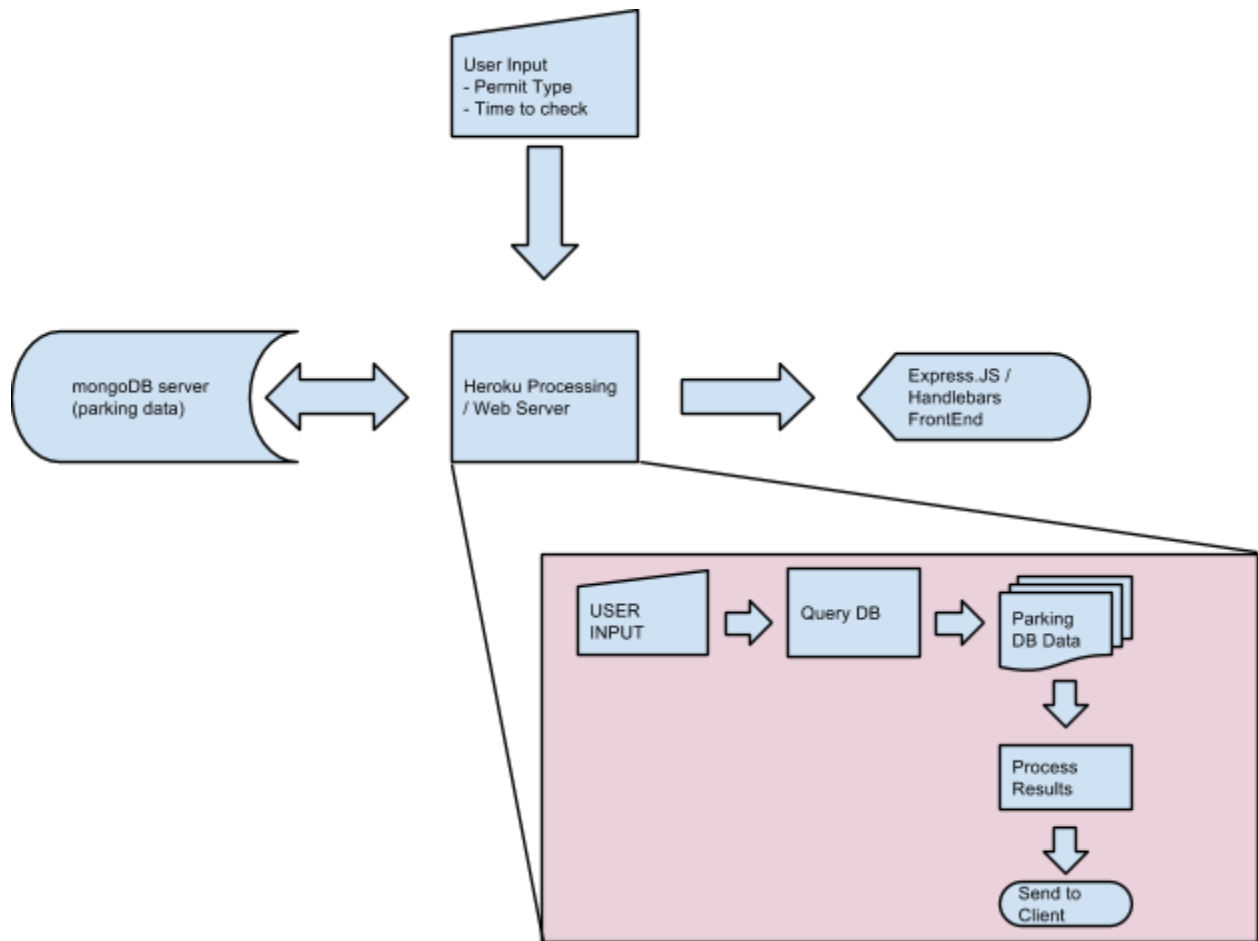 User Input
- Permit Type
- Time to check
mongoDB server
(parking data)
Heroku Processing
/ Web Server
Express.JS /
Handlebars
FrontEnd
USER
INPUT
Query DB
Parking
DB Data
Process
Results
Send to
Client